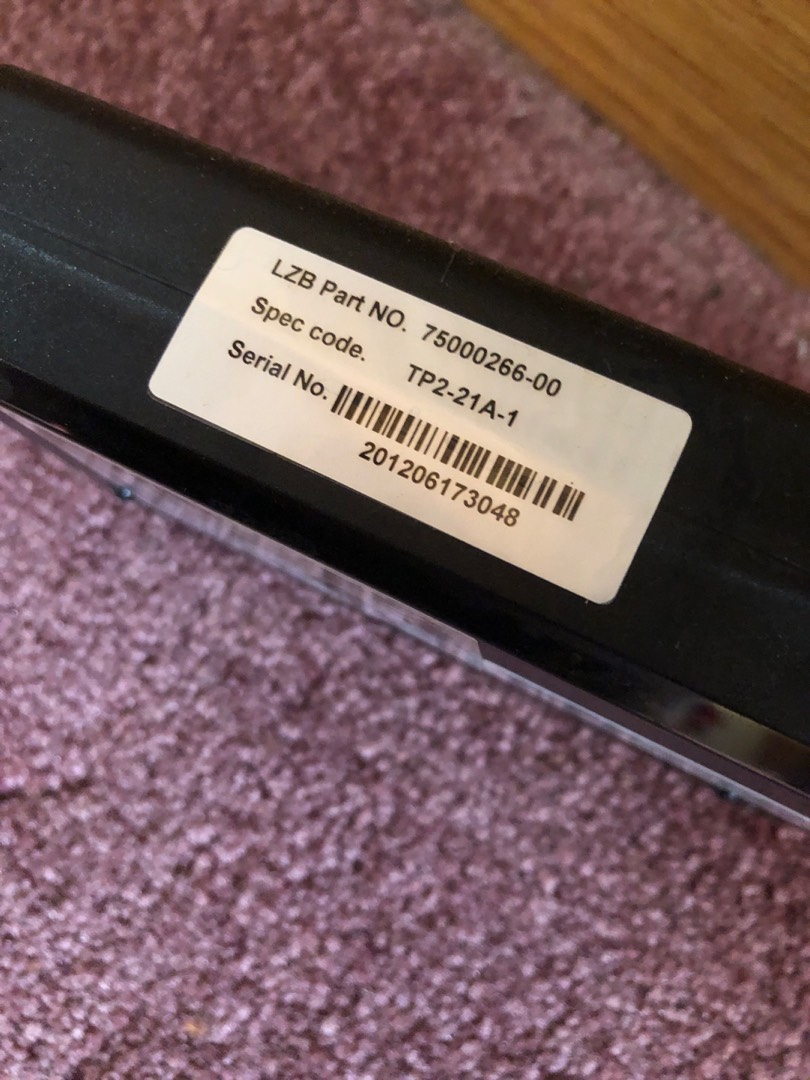 LZB Part NO. 75000266-00
Spec code. TP2-21A-1
Serial No.
201206173048